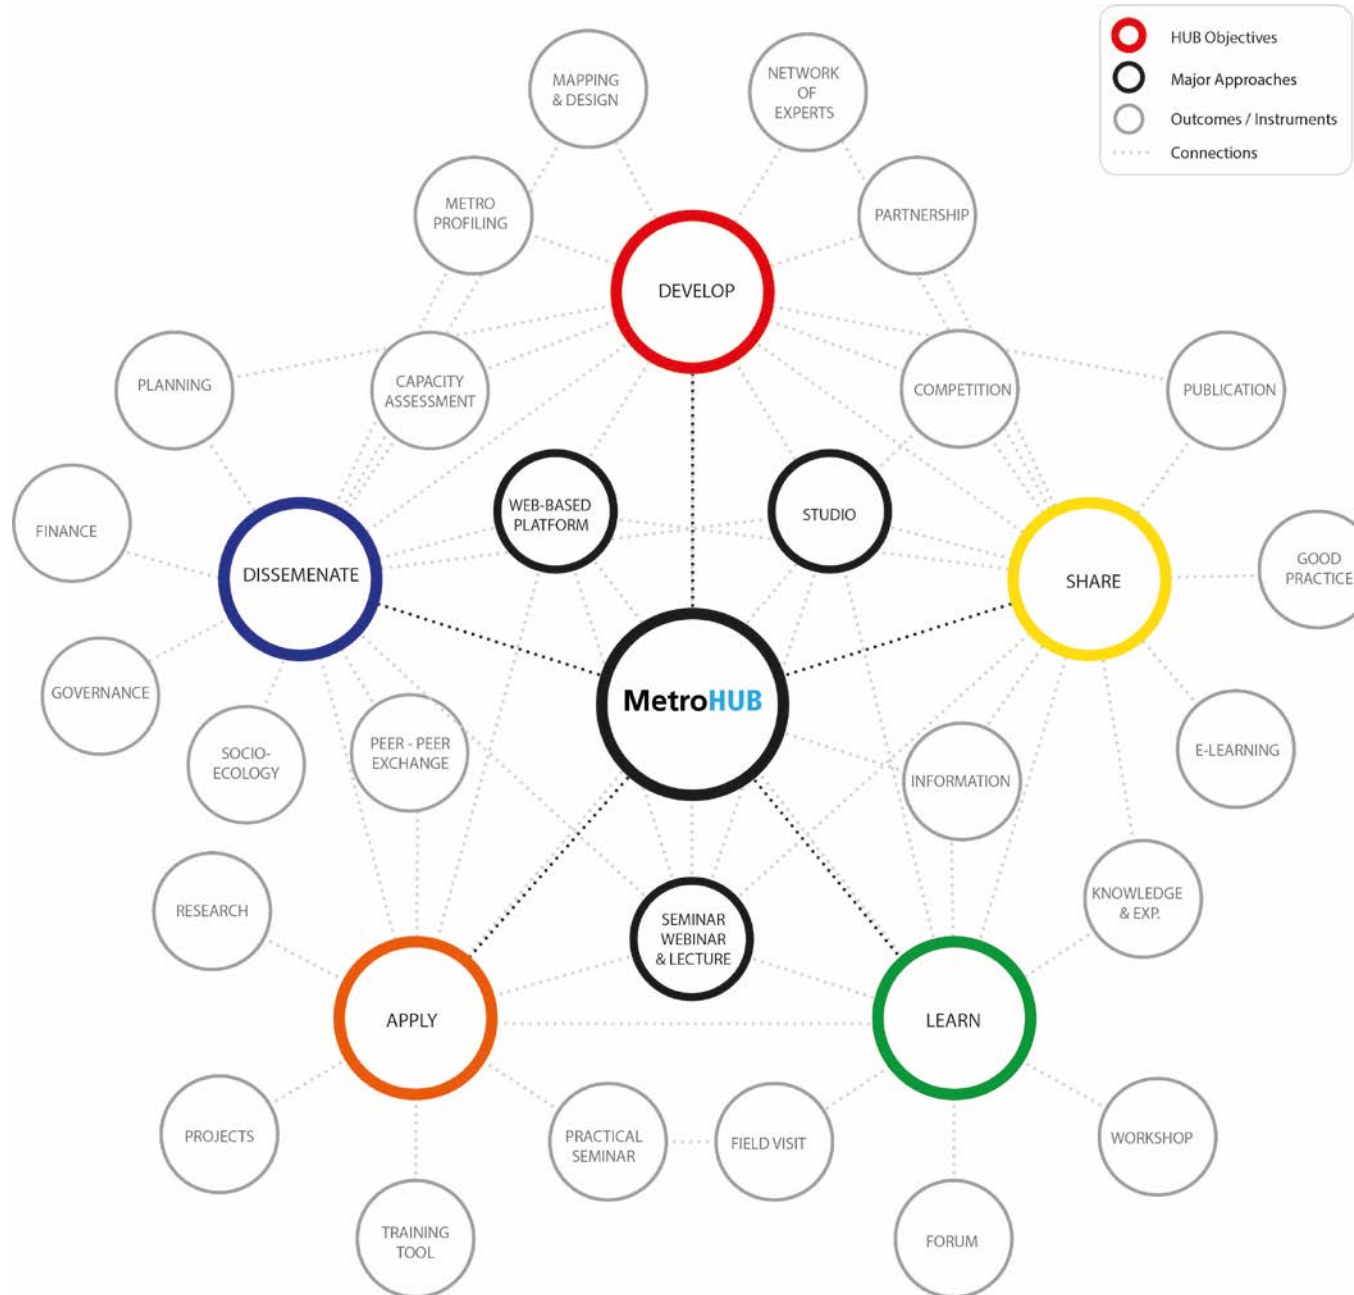 HUB Objectives
Major Approaches
Outcomes / Instruments
Connections
MAPPING
& DESIGN
NETWORK
OF
EXPERTS
METRO
PROFILING
PARTNERSHIP
DEVELOP
PLANNING
CAPACITY
ASSESSMENT
COMPETITION
PUBLICATION
WEB-BASED
PLATFORM
STUDIO
FINANCE
DISSEMENATE
SHARE
GOOD
PRACTICE
GOVERNANCE
MetroHUB
SOCIO-
ECOLOGY
PEER - PEER
EXCHANGE
INFORMATION
E-LEARNING
RESEARCH
SEMINAR
WEBINAR
& LECTURE
KNOWLEDGE
& EXP.
APPLY
LEARN
PROJECTS
PRACTICAL
SEMINAR
FIELD VISIT
WORKSHOP
TRAINING
TOOL
FORUM